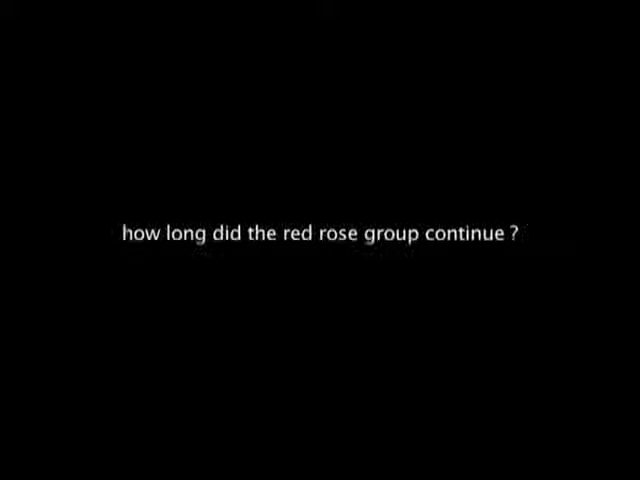 how long did the red rose group continue ?